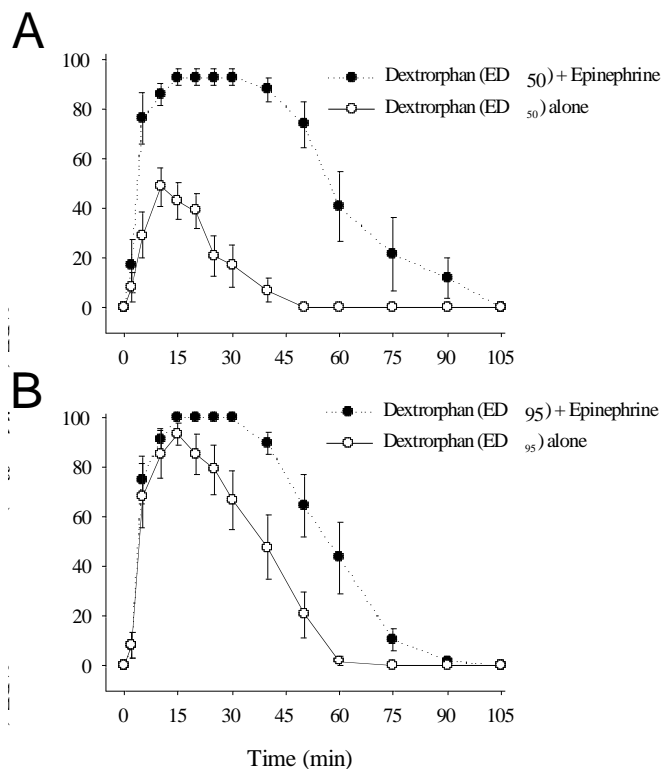 A
Dextrorphan (ED 50) + Epinephrine
Dextrorphan (ED 50) alone
100
80
60
40
20
0
0 15 30 45 60 75 90 105
B
Dextrorphan (ED 95) + Epinephrine
Dextrorphan (ED 95) alone
100
80
60
40
20
0
0 15 30 45 60 75 90 105
Time (min)